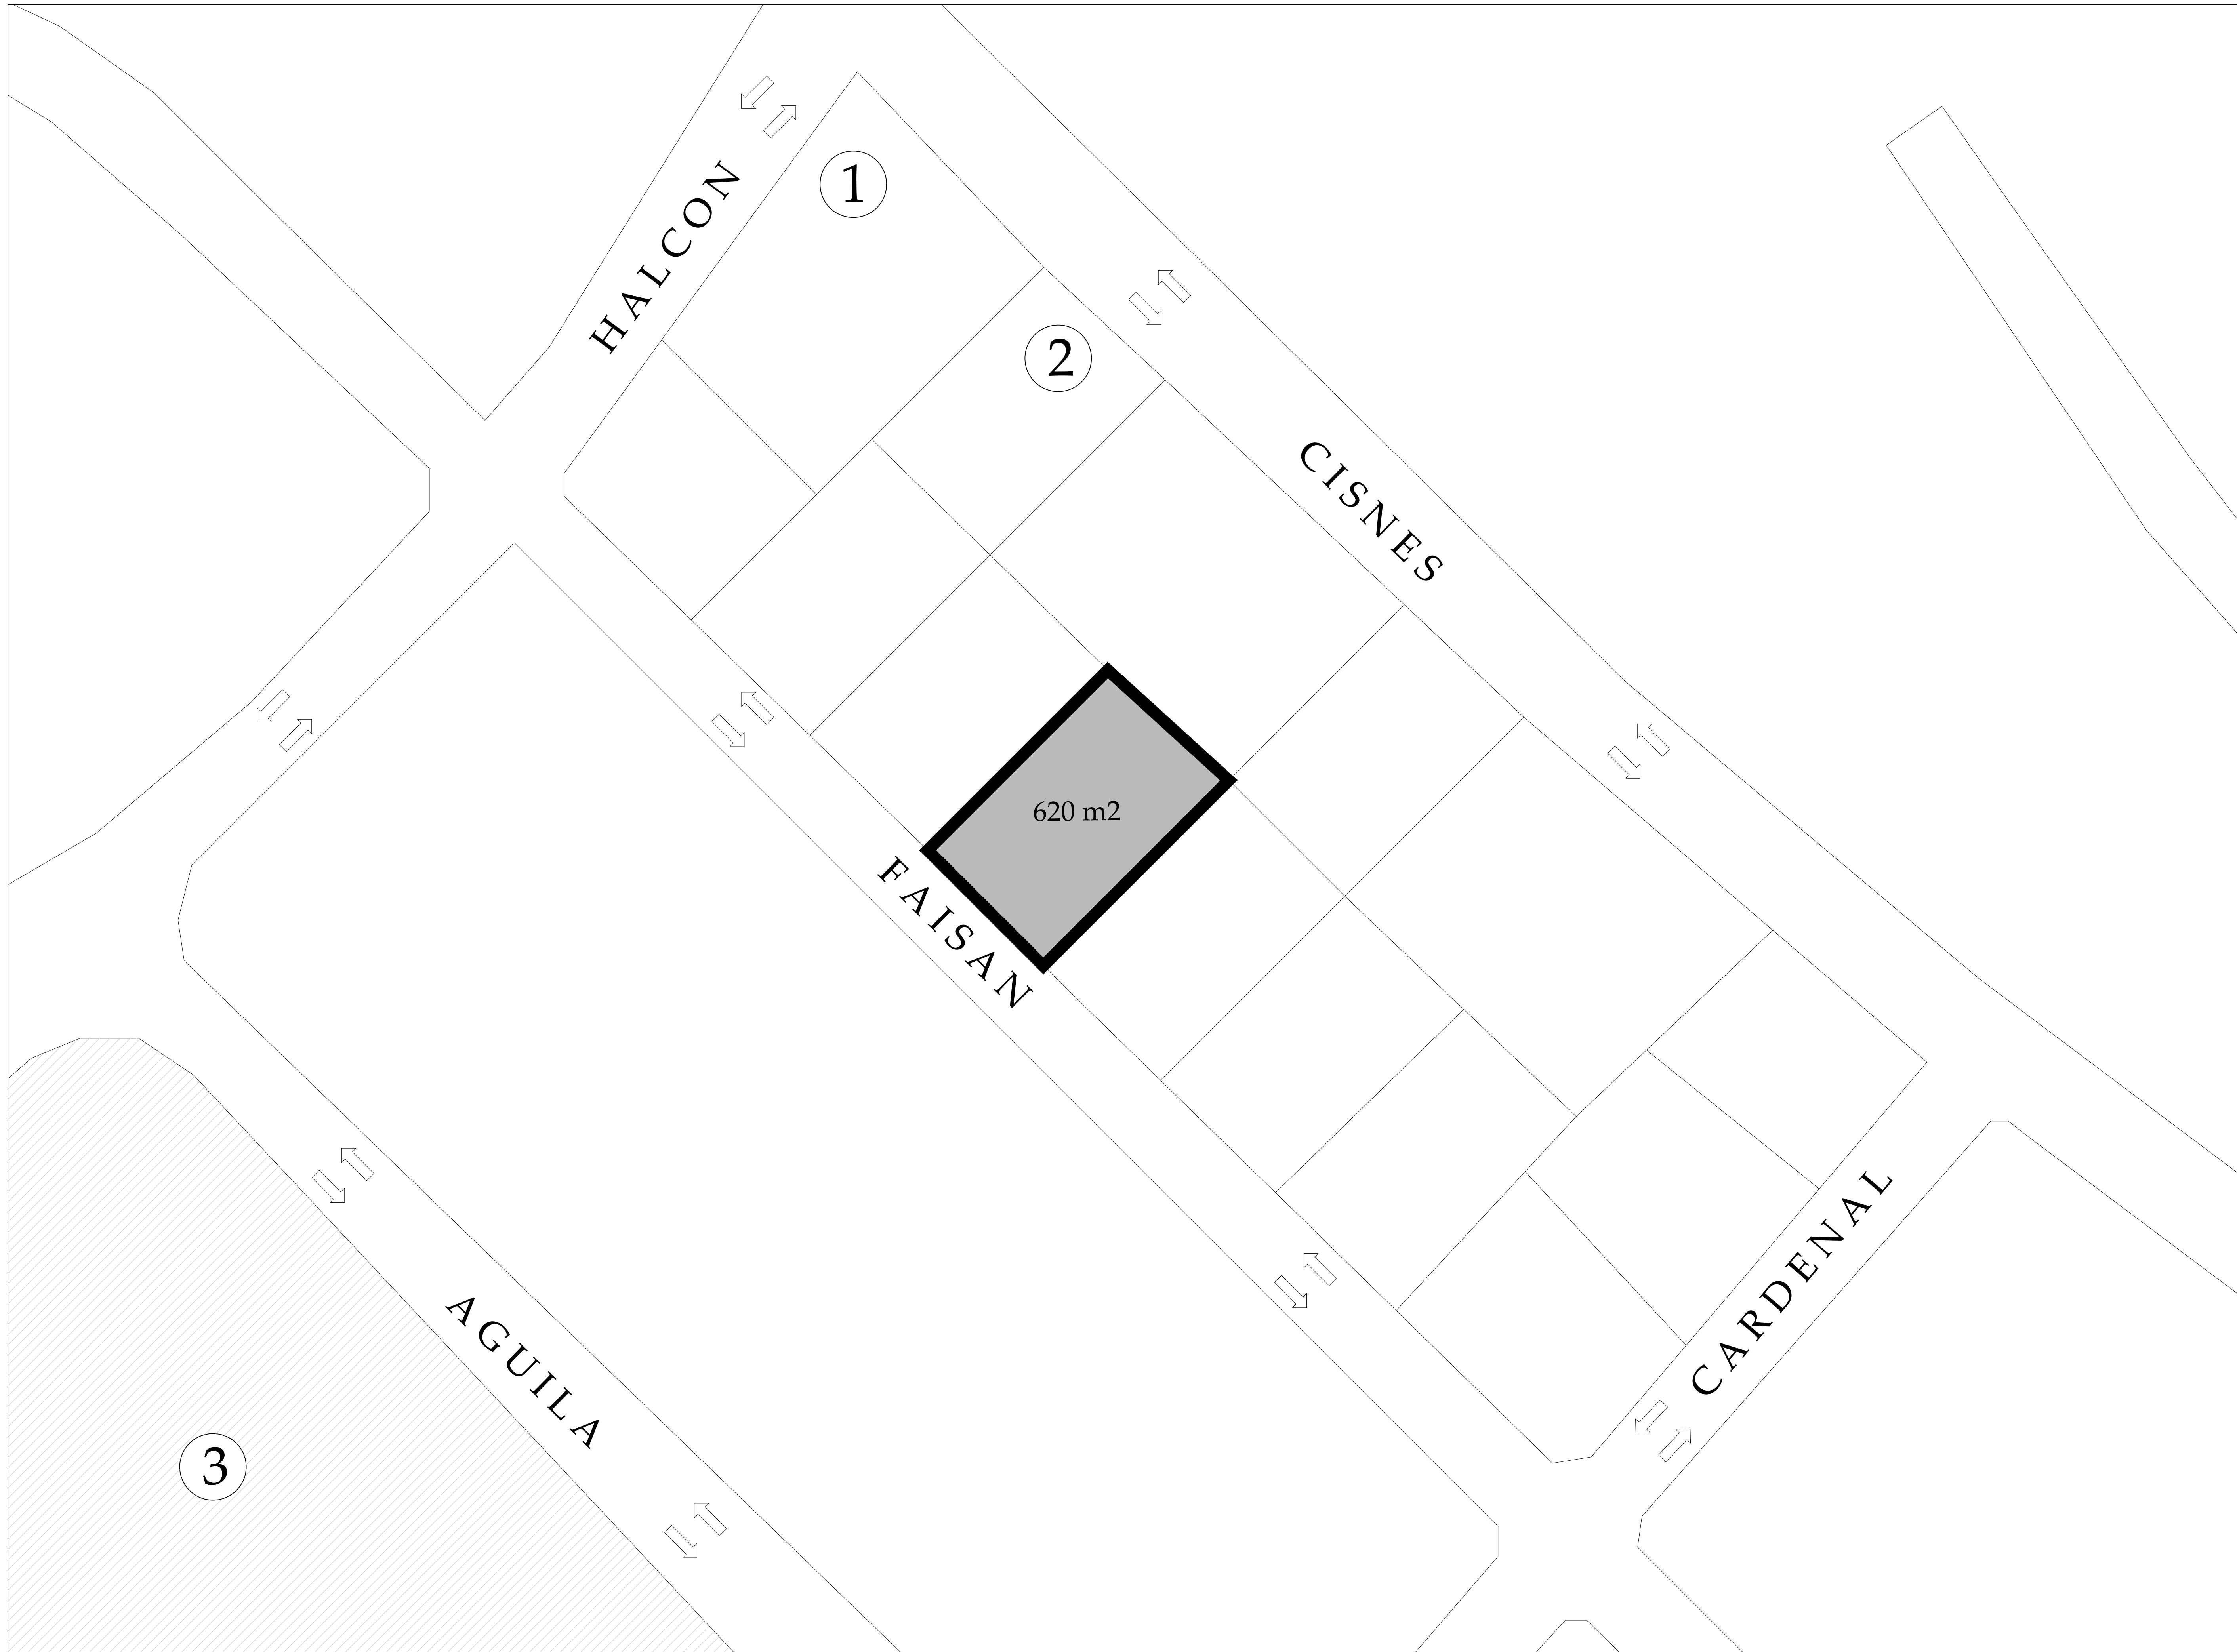 1
HALCON
2
CISNES
620 m2
FAISAN
AGUILA
CARDENAL
3